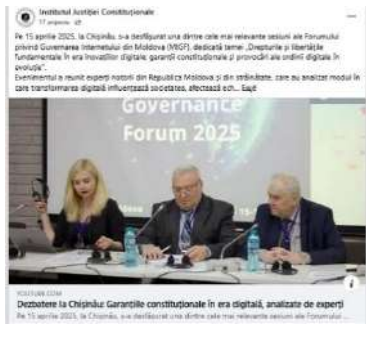 Institutul Justiției Constituționale
17 апреля
Pe 15 aprilie 2025, la Chișinău, s-a desfășurat una dintre cele mai relevante sesiuni ale Forumului
privind Guvernarea Internetului din Moldova (MIGF), dedicată temei „Drepturile și libertățile
fundamentale în era inovațiilor digitale: garanții constituționale și provocări ale ordinii digitale în
evoluție”.
Evenimentul a reunit experți notorii din Republica Moldova și din străinătate, care au analizat modul în
care transformarea digitală influențează societatea, afectează ech... Ещё
Governance
Forum 2025
YOUTUBE.COM
Dezbatere la Chișinău: Garanțiile constituționale în era digitală, analizate de experți
Pe 15 aprilie 2025, la Chișinău, s-a desfășurat una dintre cele mai relevante sesiuni ale Forumului ...